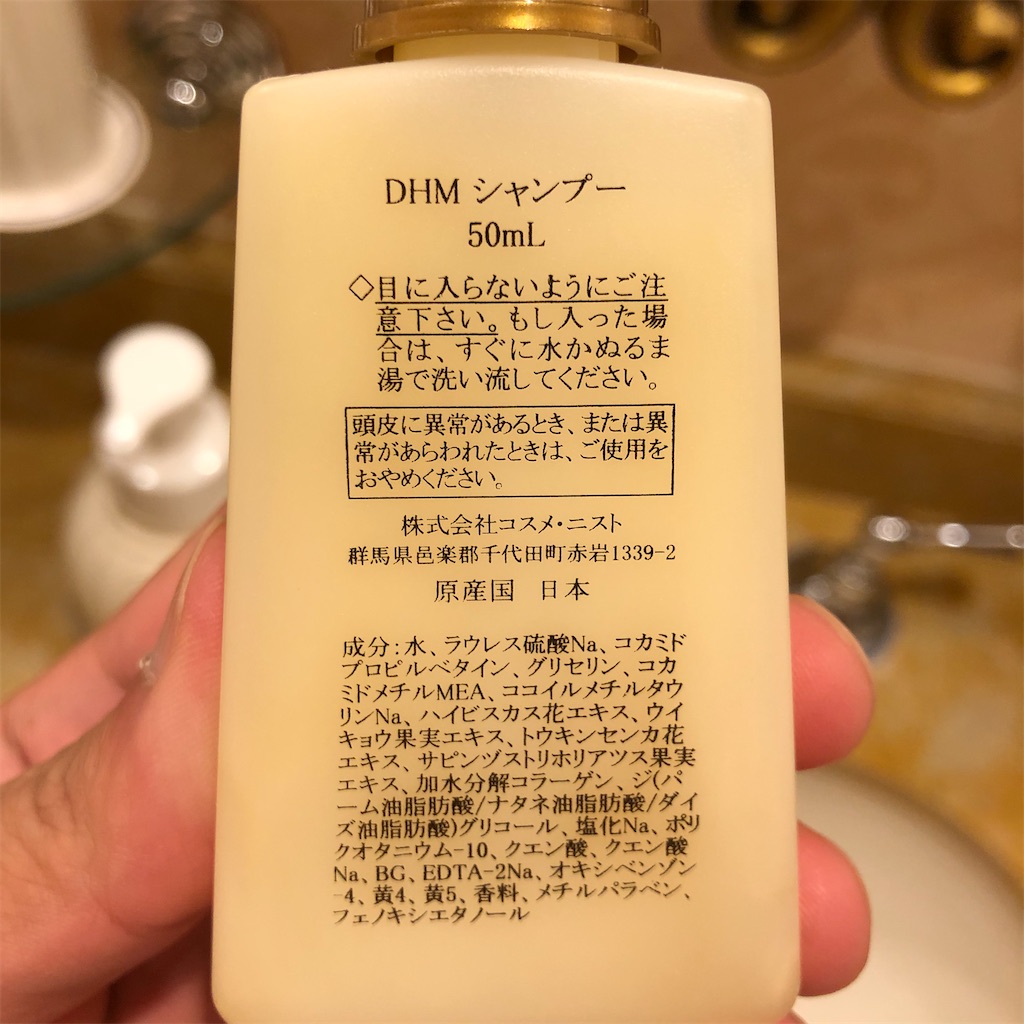 DHM シャンプー
50mL
◇目に入らないようにご注
意下さい。もし入った場
合は、すぐに水かぬるま
湯で洗い流してください。
頭皮に異常があるとき、または異
常があらわれたときは、ご使用を
おやめください。
株式会社コスメ・ニスト
群馬県邑楽郡千代田町赤岩1339-2
原産国 日本
成分:水、ラウレス硫酸Na、コカミド
プロピルベタイン、グリセリン、コカ
ミドメチルMEA、ココイルメチルタウ
リンNa、ハイビスカス花エキス、ウイ
キョウ果実エキス、トウキンセンカ花
エキス、サピンヅストリホリアツス果実
エキス、加水分解コラーゲン、ジ(パ
ーム油脂肪酸/ナタネ油脂肪酸/ダイ
ズ油脂肪酸)グリコール、塩化Na、ポリ
クオタニウム-10、クエン酸、クエン酸
Na、BG、EDTA-2Na、オキシベンゾン
-4、黄4、黄5、香料、メチルパラベン、
フェノキシエタノール